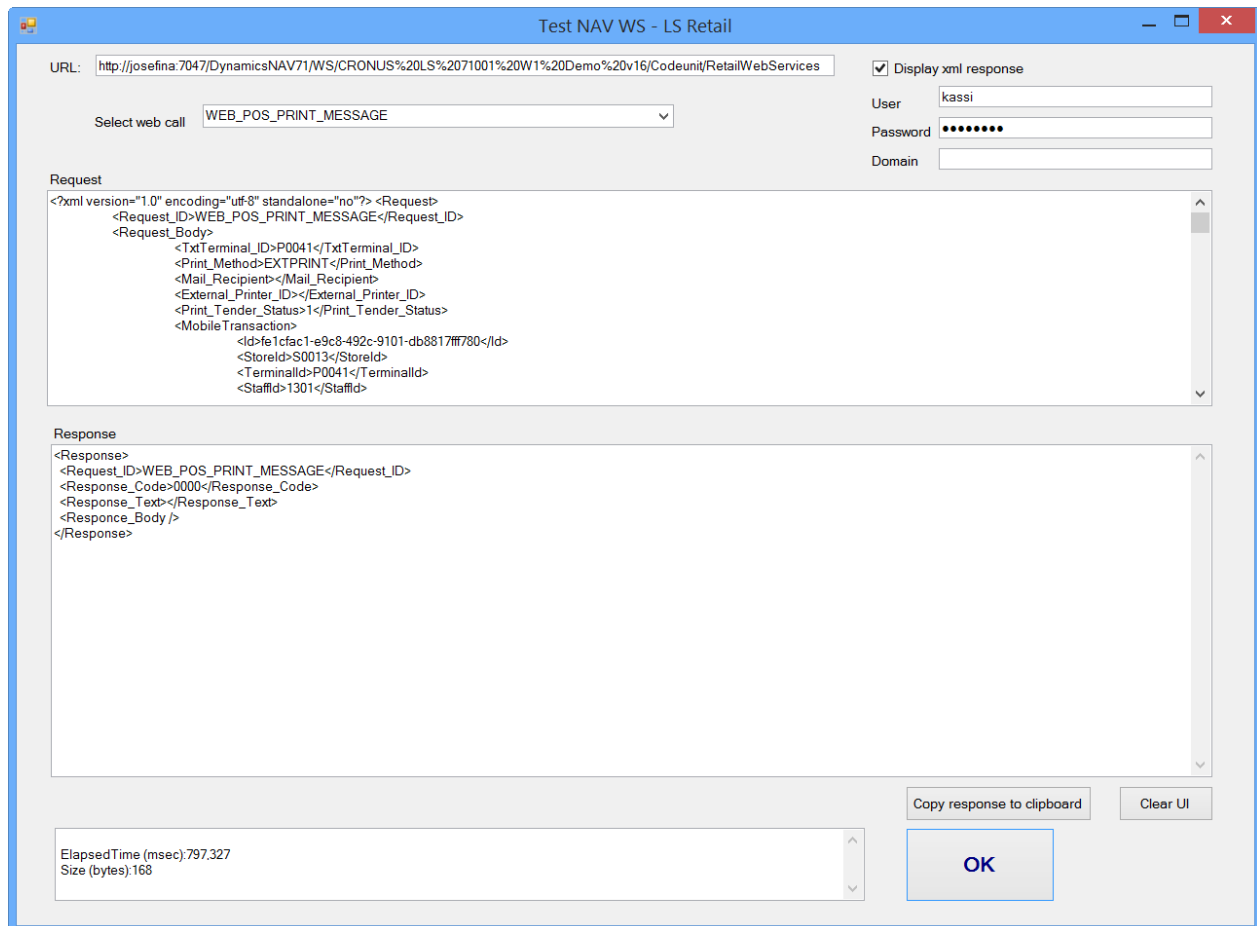 Test NAV WS - LS Retail
URL: http://josefina:7047/DynamicsNAV71/WS/CRONUS%20LS%2071001%20W1%20Demo%20v16/Codeunit/RetailWebServices
Display xml response
Select web call WEB_POS_PRINT_MESSAGE
User kassi
Password ●●●●●●●●
Domain
Request
<?xml version="1.0" encoding="utf-8" standalone="no"?> <Request>
<Request_ID>WEB_POS_PRINT_MESSAGE</Request_ID>
<Request_Body>
<TxtTerminal_ID>P0041</TxtTerminal_ID>
<Print_Method>EXTPRINT</Print_Method>
<Mail_Recipient></Mail_Recipient>
<External_Printer_ID></External_Printer_ID>
<Print_Tender_Status>1</Print_Tender_Status>
<MobileTransaction>
<Id>fe1cfac1-e9c8-492c-9101-db8817fff780</Id>
<StoreId>S0013</StoreId>
<TerminalId>P0041</TerminalId>
<StaffId>1301</StaffId>
Response
<Response>
<Request_ID>WEB_POS_PRINT_MESSAGE</Request_ID>
<Response_Code>0000</Response_Code>
<Response_Text></Response_Text>
<Responce_Body />
</Response>
Copy response to clipboard
Clear UI
ElapsedTime (msec):797,327
Size (bytes):168
OK